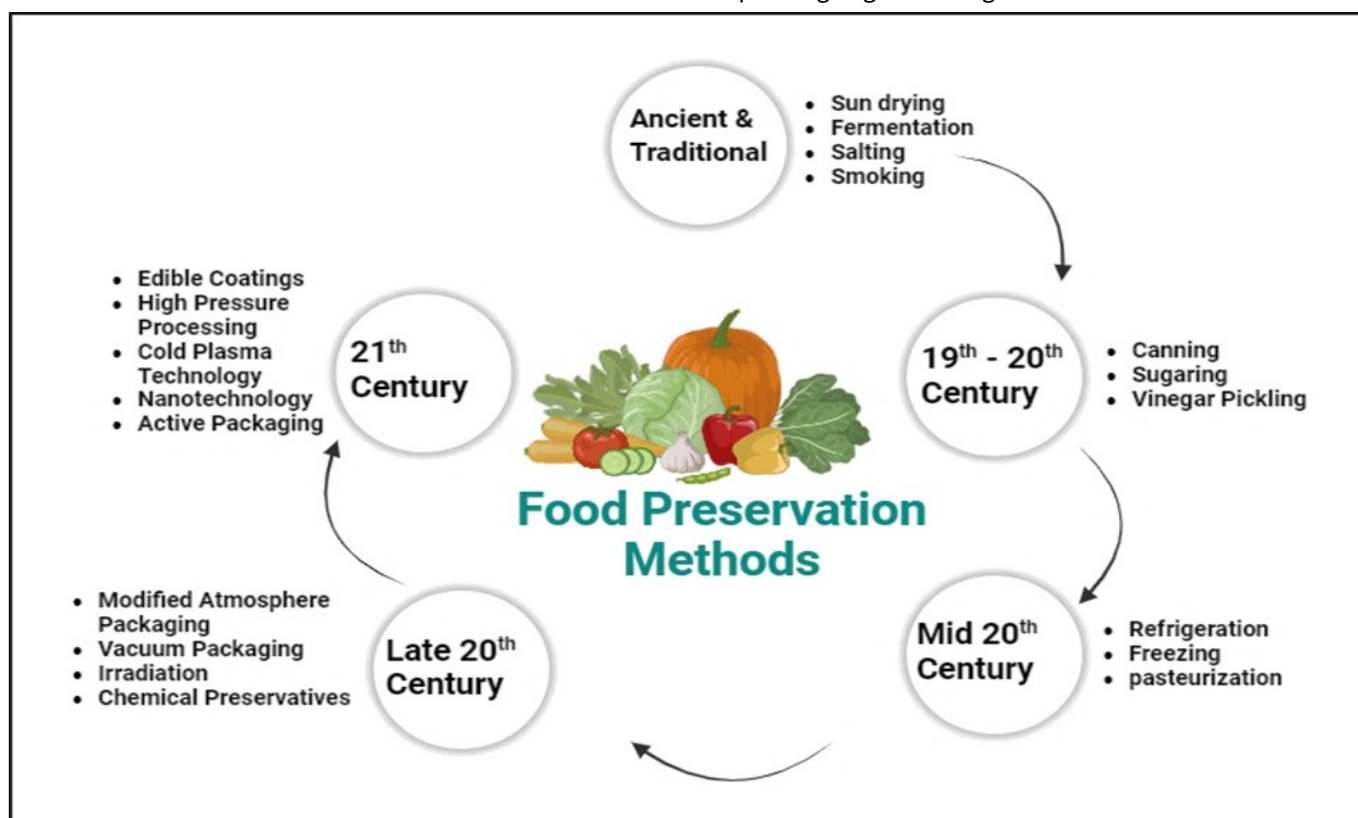 Ancient &
Traditional
• Sun drying
• Fermentation
• Salting
• Smoking
19th - 20th
Century
• Canning
• Sugaring
• Vinegar Pickling
Mid 20th
Century
• Refrigeration
• Freezing
• pasteurization
Late 20th
Century
• Modified Atmosphere
Packaging
• Vacuum Packaging
• Irradiation
• Chemical Preservatives
21th
Century
• Edible Coatings
• High Pressure
Processing
• Cold Plasma
Technology
• Nanotechnology
• Active Packaging
Food Preservation
Methods